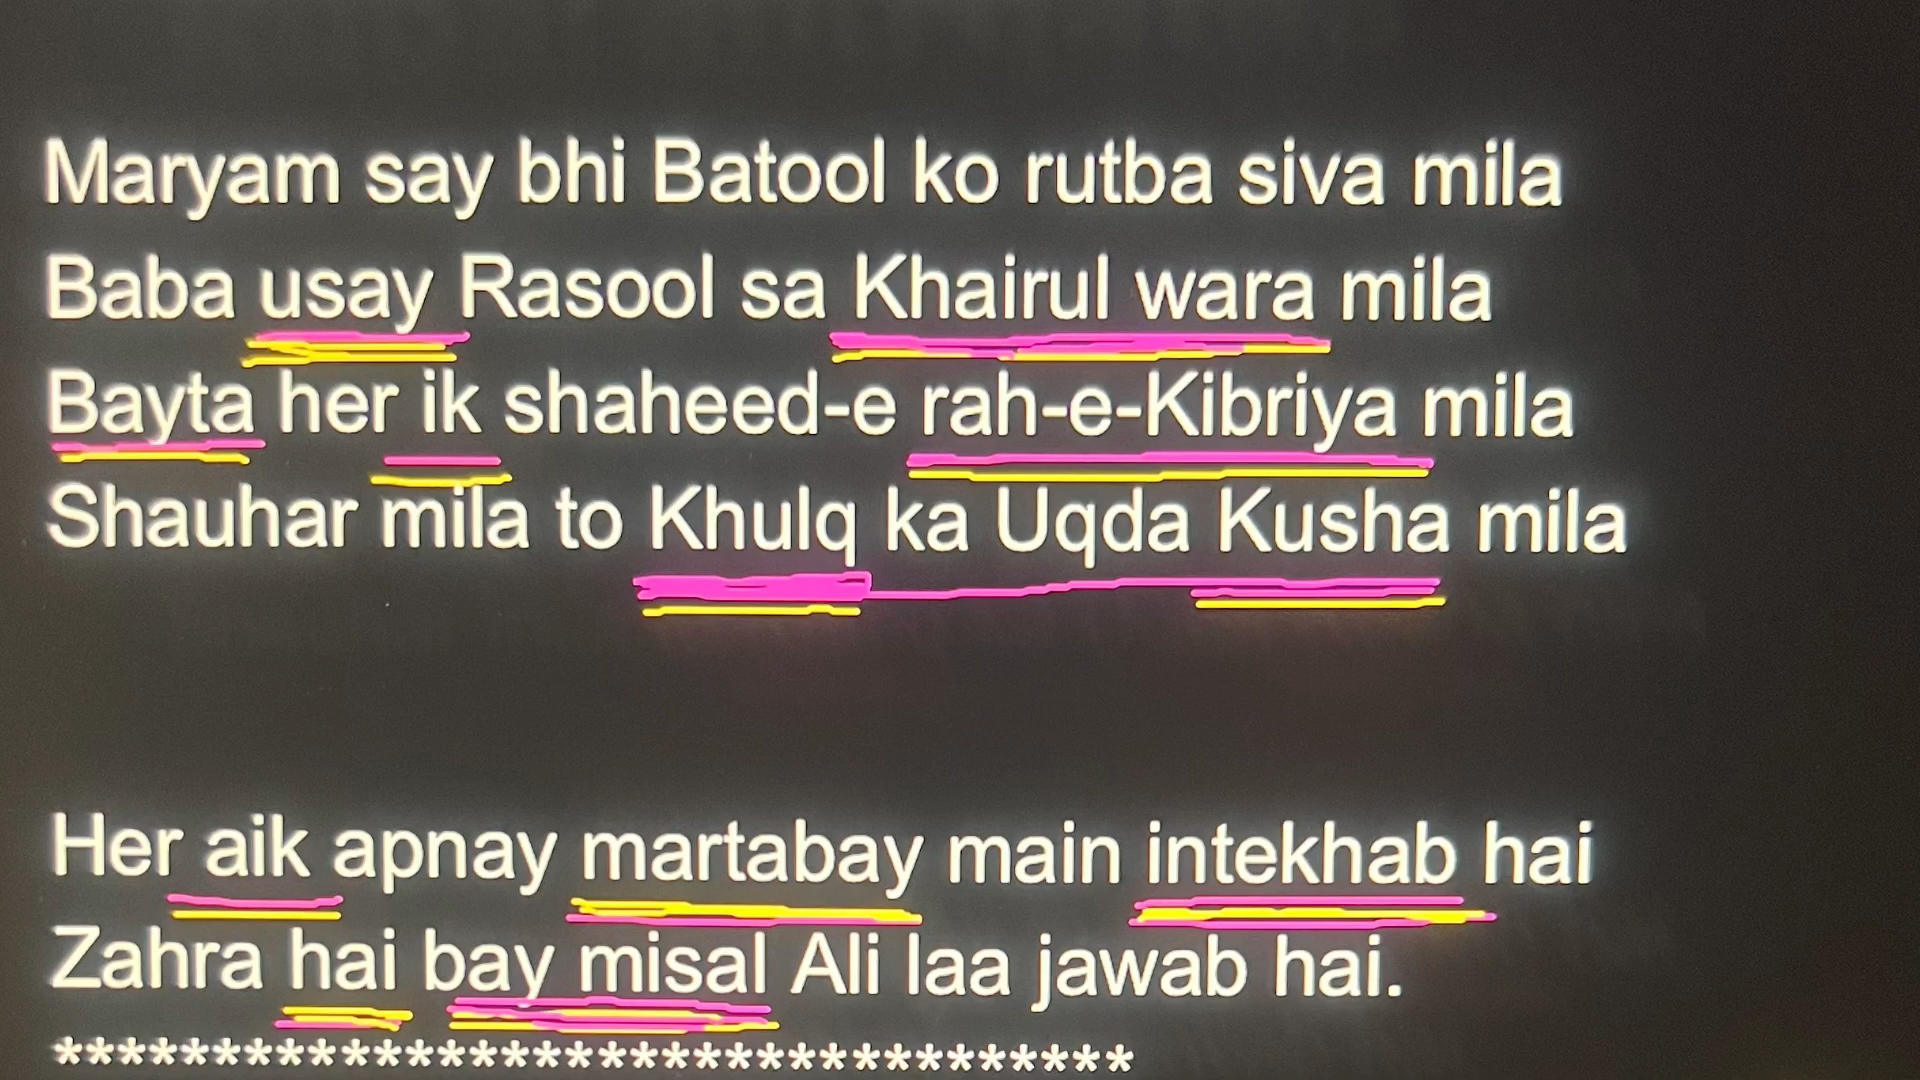 Maryam say bhi Batool ko rutba siva mila
Baba usay Rasool sa Khairul wara mila
Bayta her ik shaheed-e rah-e-Kibriya mila
Shauhar mila to Khulq ka Uqda Kusha mila
Her aik apnay martabay main intekhab hai
Zahra hai bay misal Ali laa jawab hai.
***********************************